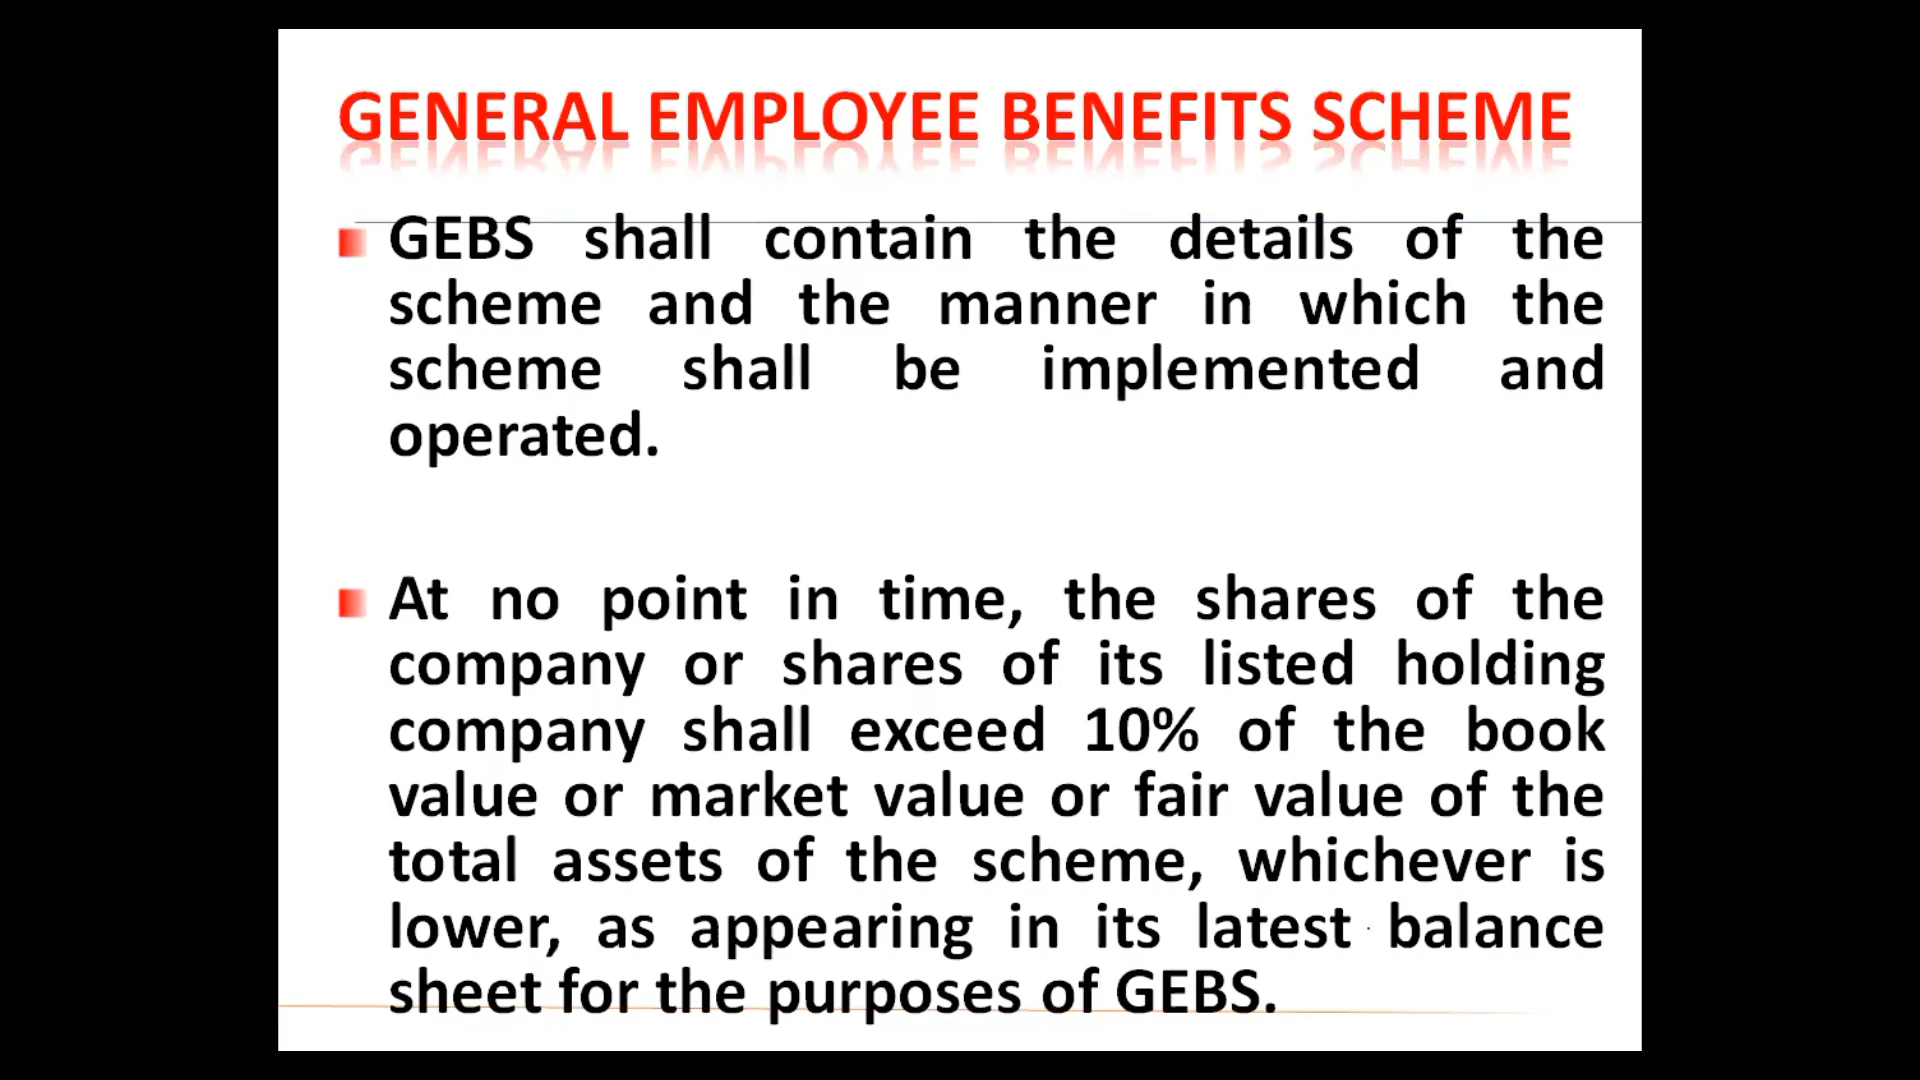 GENERAL EMPLOYEE BENEFITS SCHEME
GEBS shall contain the details of the
scheme and the manner in which the
scheme shall be implemented and
operated.
At no point in time, the shares of the
company or shares of its listed holding
company shall exceed 10% of the book
value or market value or fair value of the
total assets of the scheme, whichever is
lower, as appearing in its latest balance
sheet for the purposes of GEBS.